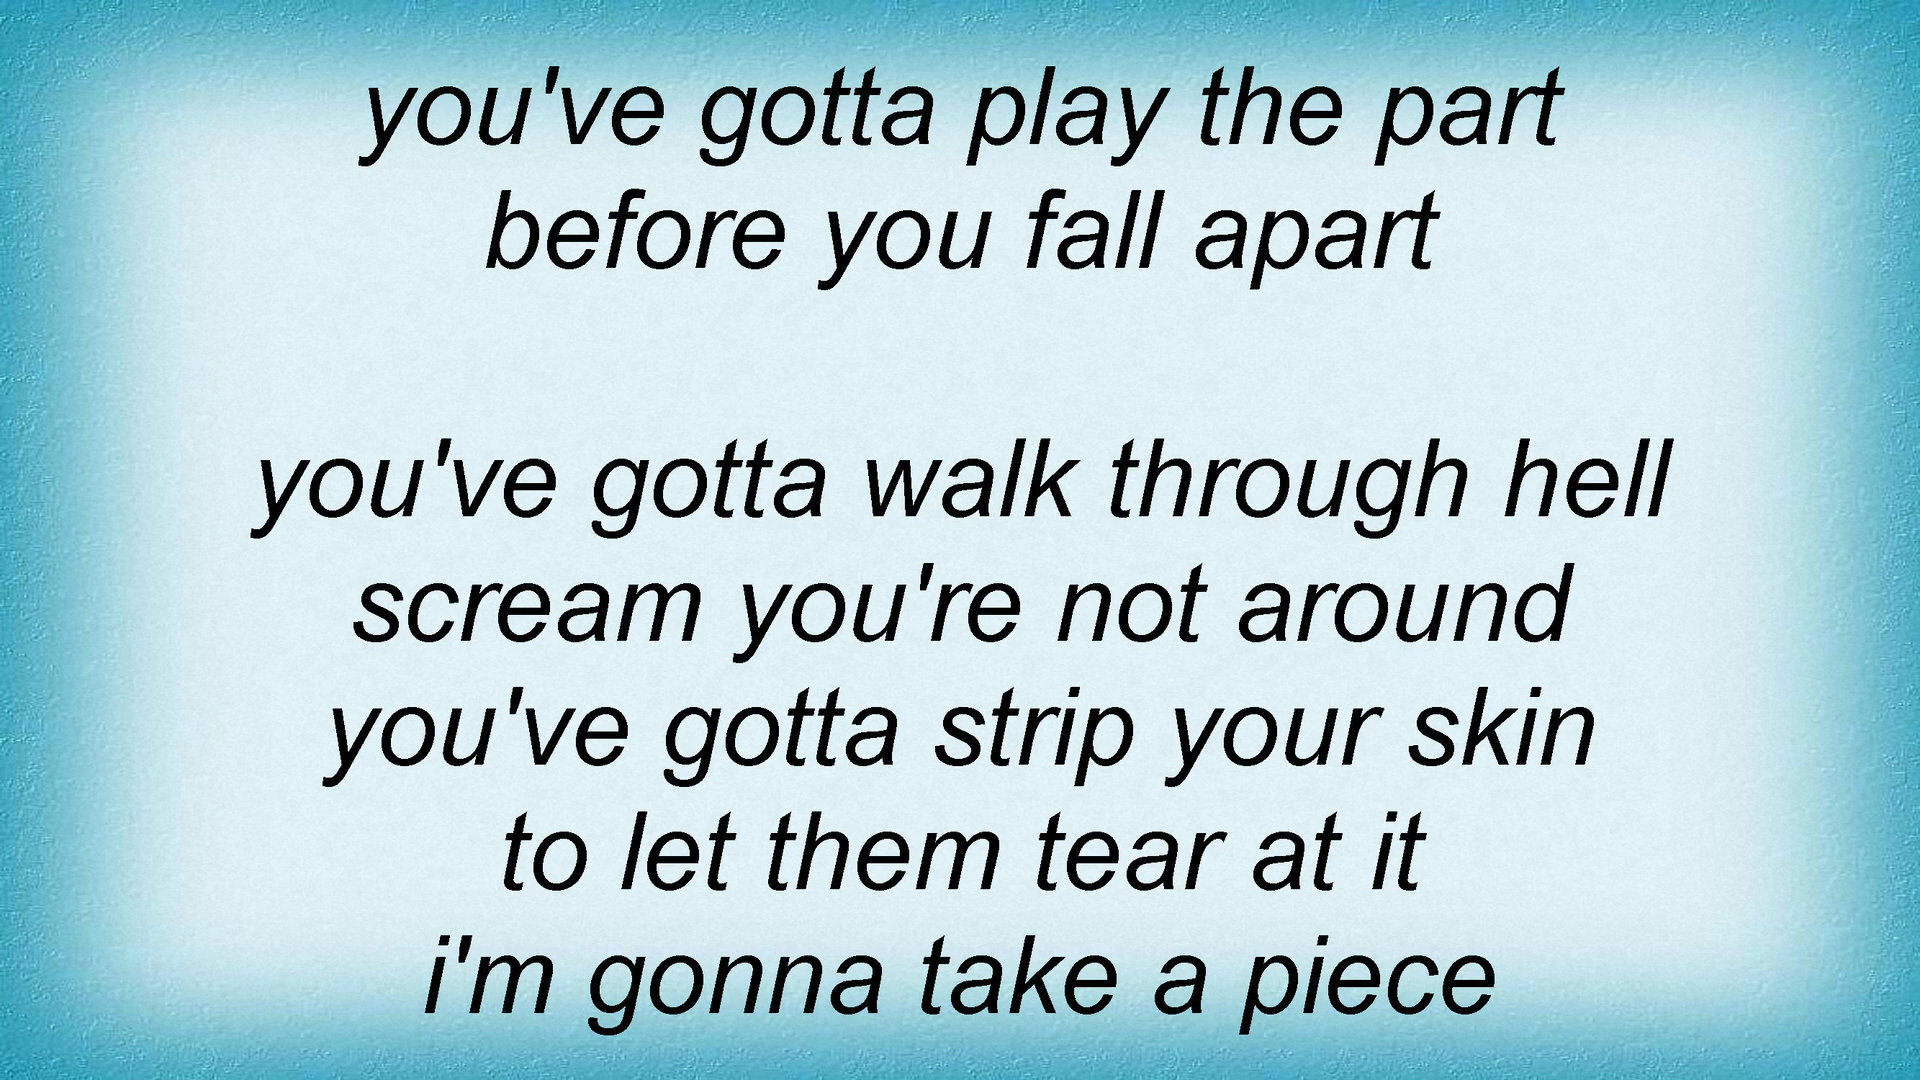 you've gotta play the part
before you fall apart
you've gotta walk through hell
scream you're not around
you've gotta strip your skin
to let them tear at it
i'm gonna take a piece